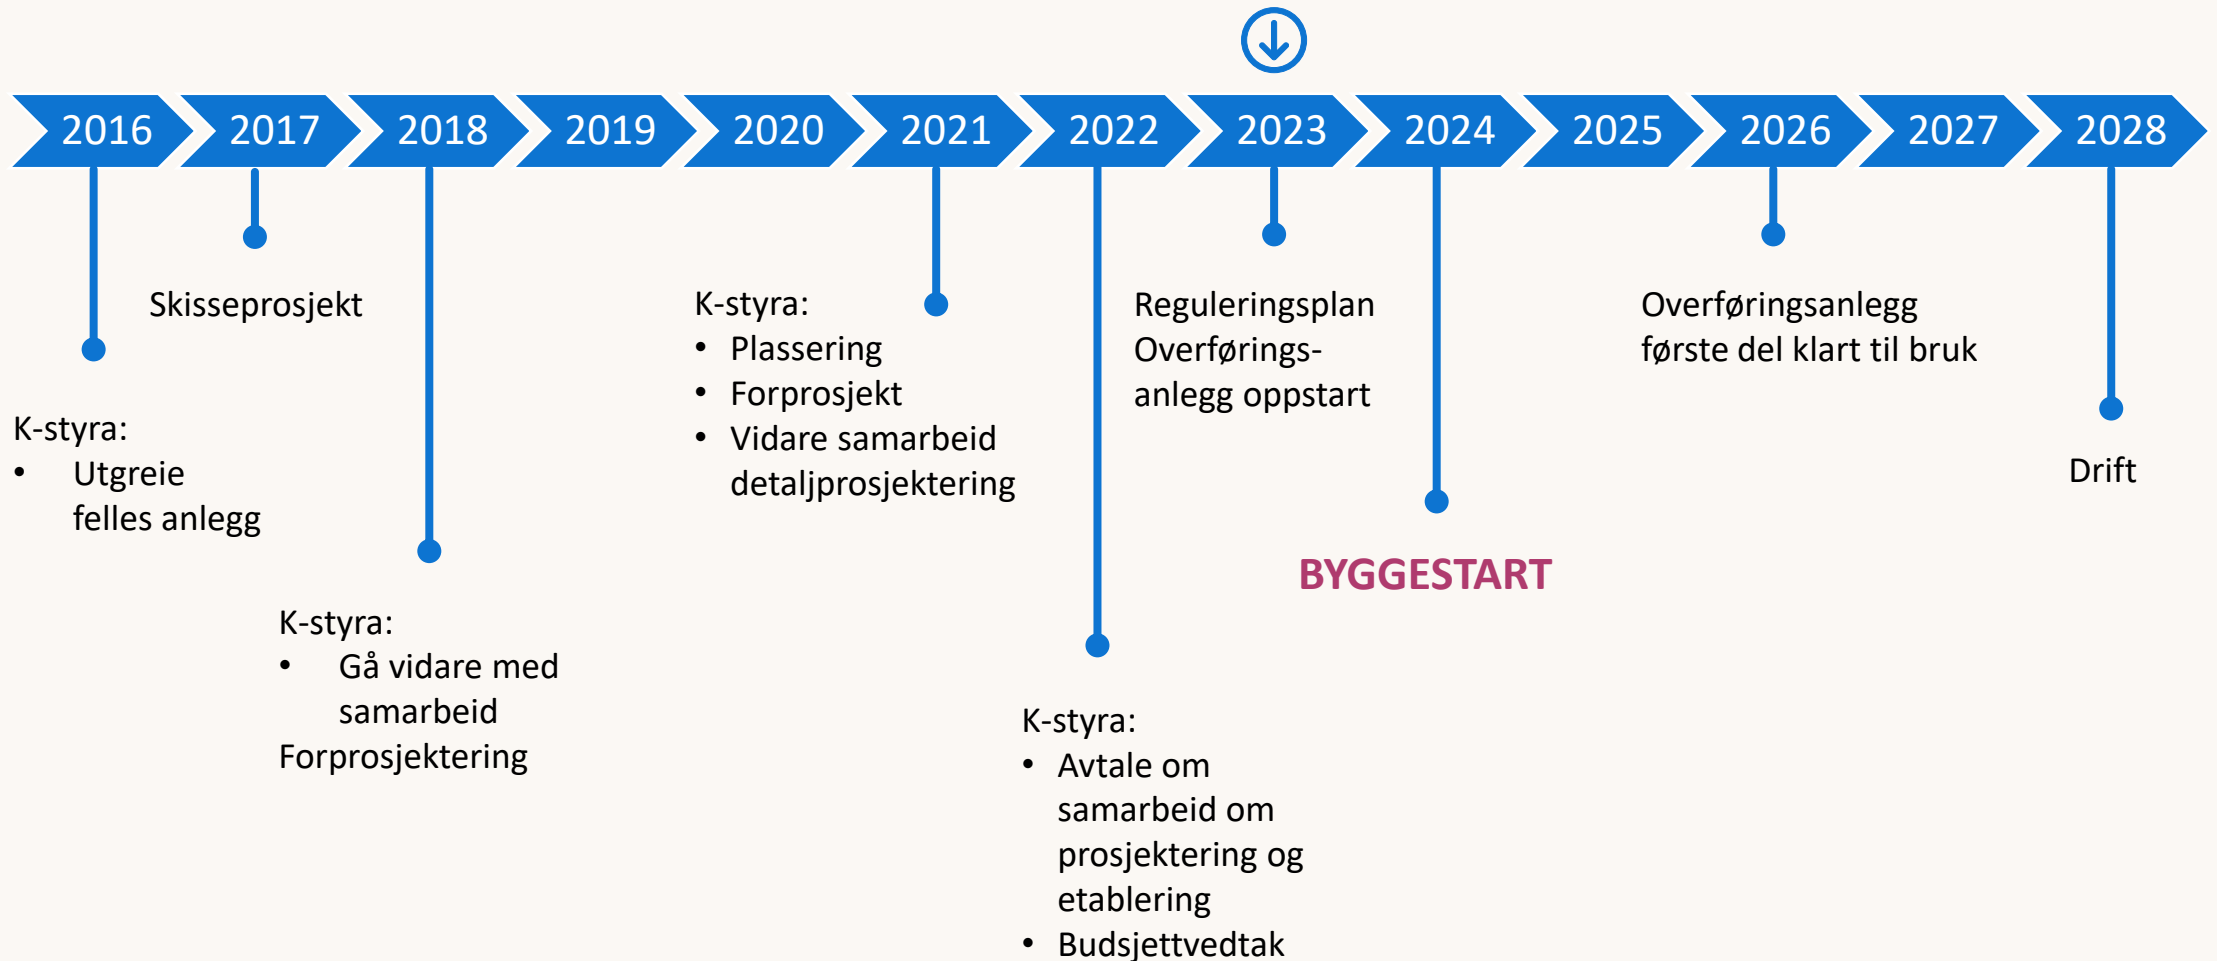 2016
2017
2018
2019
2020
2021
2022
2023
2024
2025
2026
2027
2028
K-styra:
• Utgreie
felles anlegg
Skisseprosjekt
K-styra:
• Gå vidare med
samarbeid
Forprosjektering
K-styra:
• Plassering
• Forprosjekt
• Vidare samarbeid
detaljprosjektering
K-styra:
• Avtale om
samarbeid om
prosjektering og
etablering
• Budsjettvedtak
Reguleringsplan
Overførings-
anlegg oppstart
BYGGESTART
Overføringsanlegg
første del klart til bruk
Drift